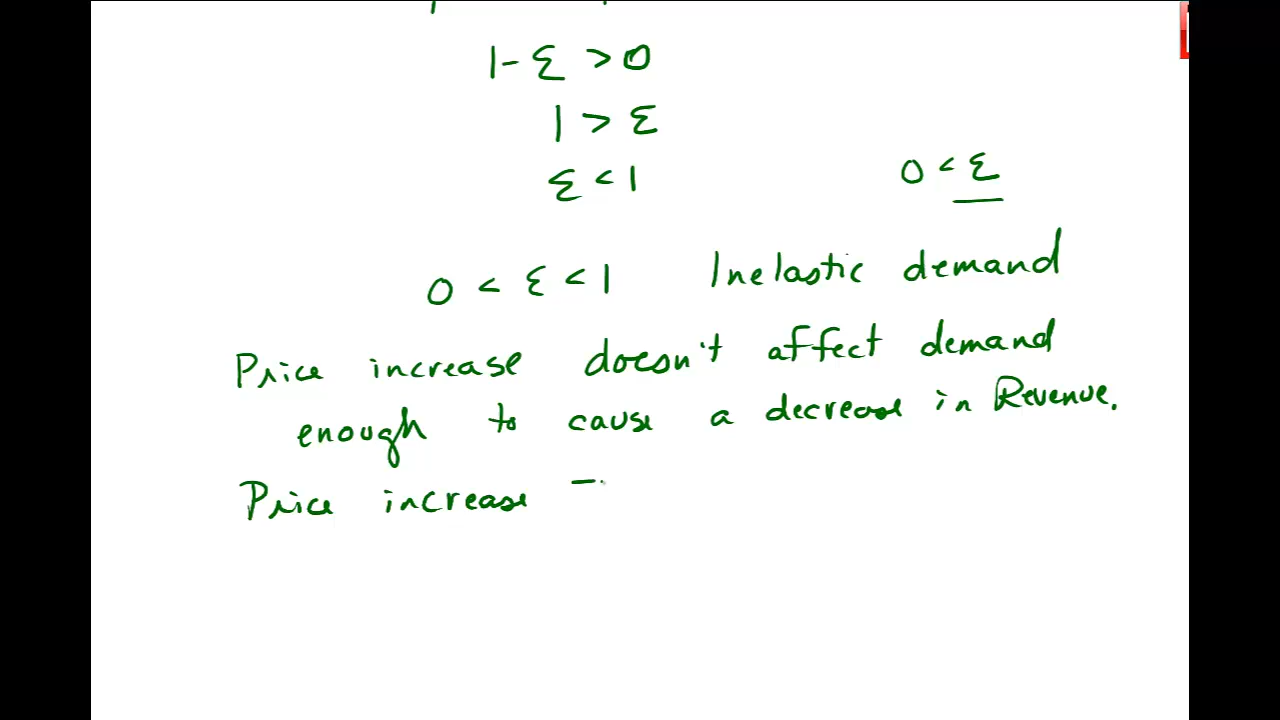 1 - ε > 0
1 > ε
ε < 1
0 < ε
0 < ε < 1 Inelastic demand
Price increase doesn't affect demand
enough to cause a decrease in Revenue.
Price increase